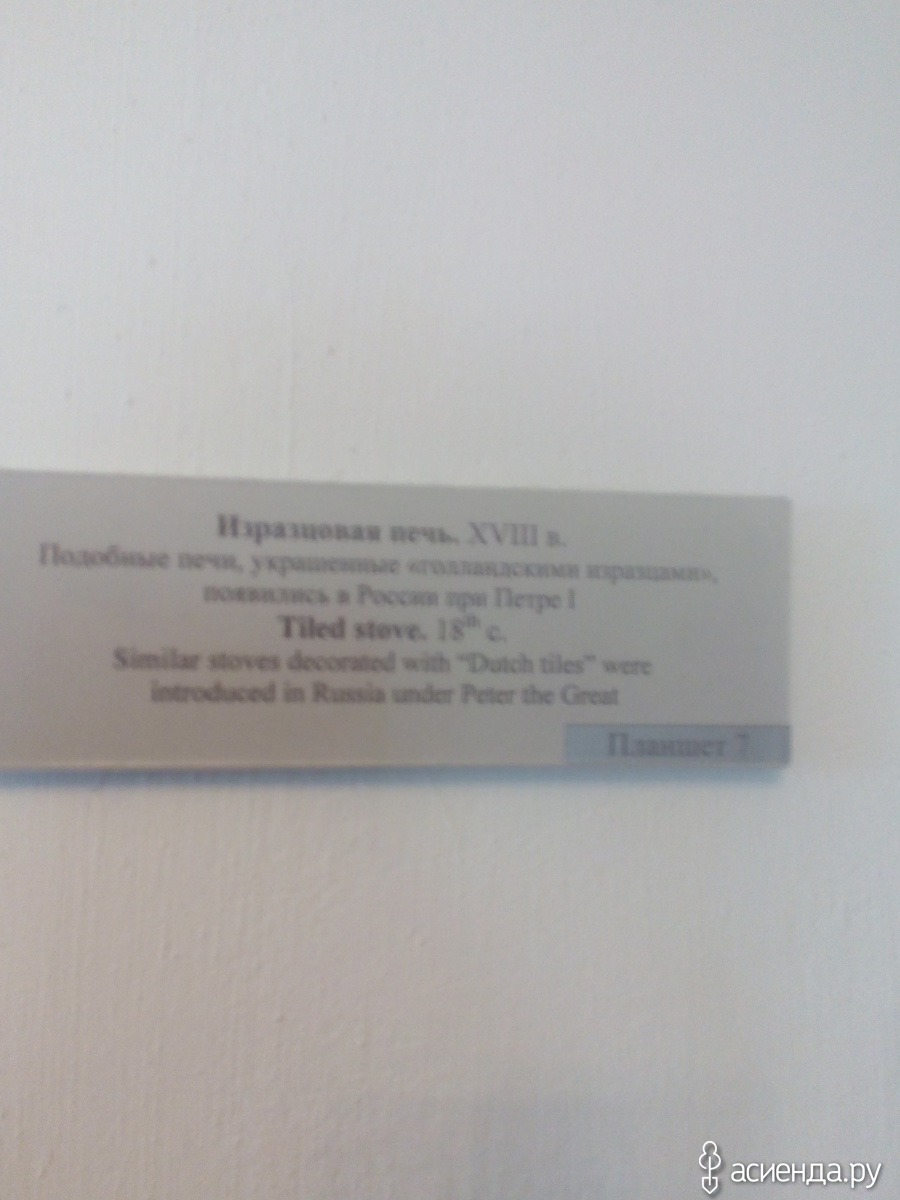 Изразцовая печь. XVIII в.
Подобные печи, украшенные «голландскими изразцами»,
появились в России при Петре I
Tiled stove. 18th c.
Similar stoves decorated with "Dutch tiles" were
introduced in Russia under Peter the Great
Планшет 7
асиенда.ру